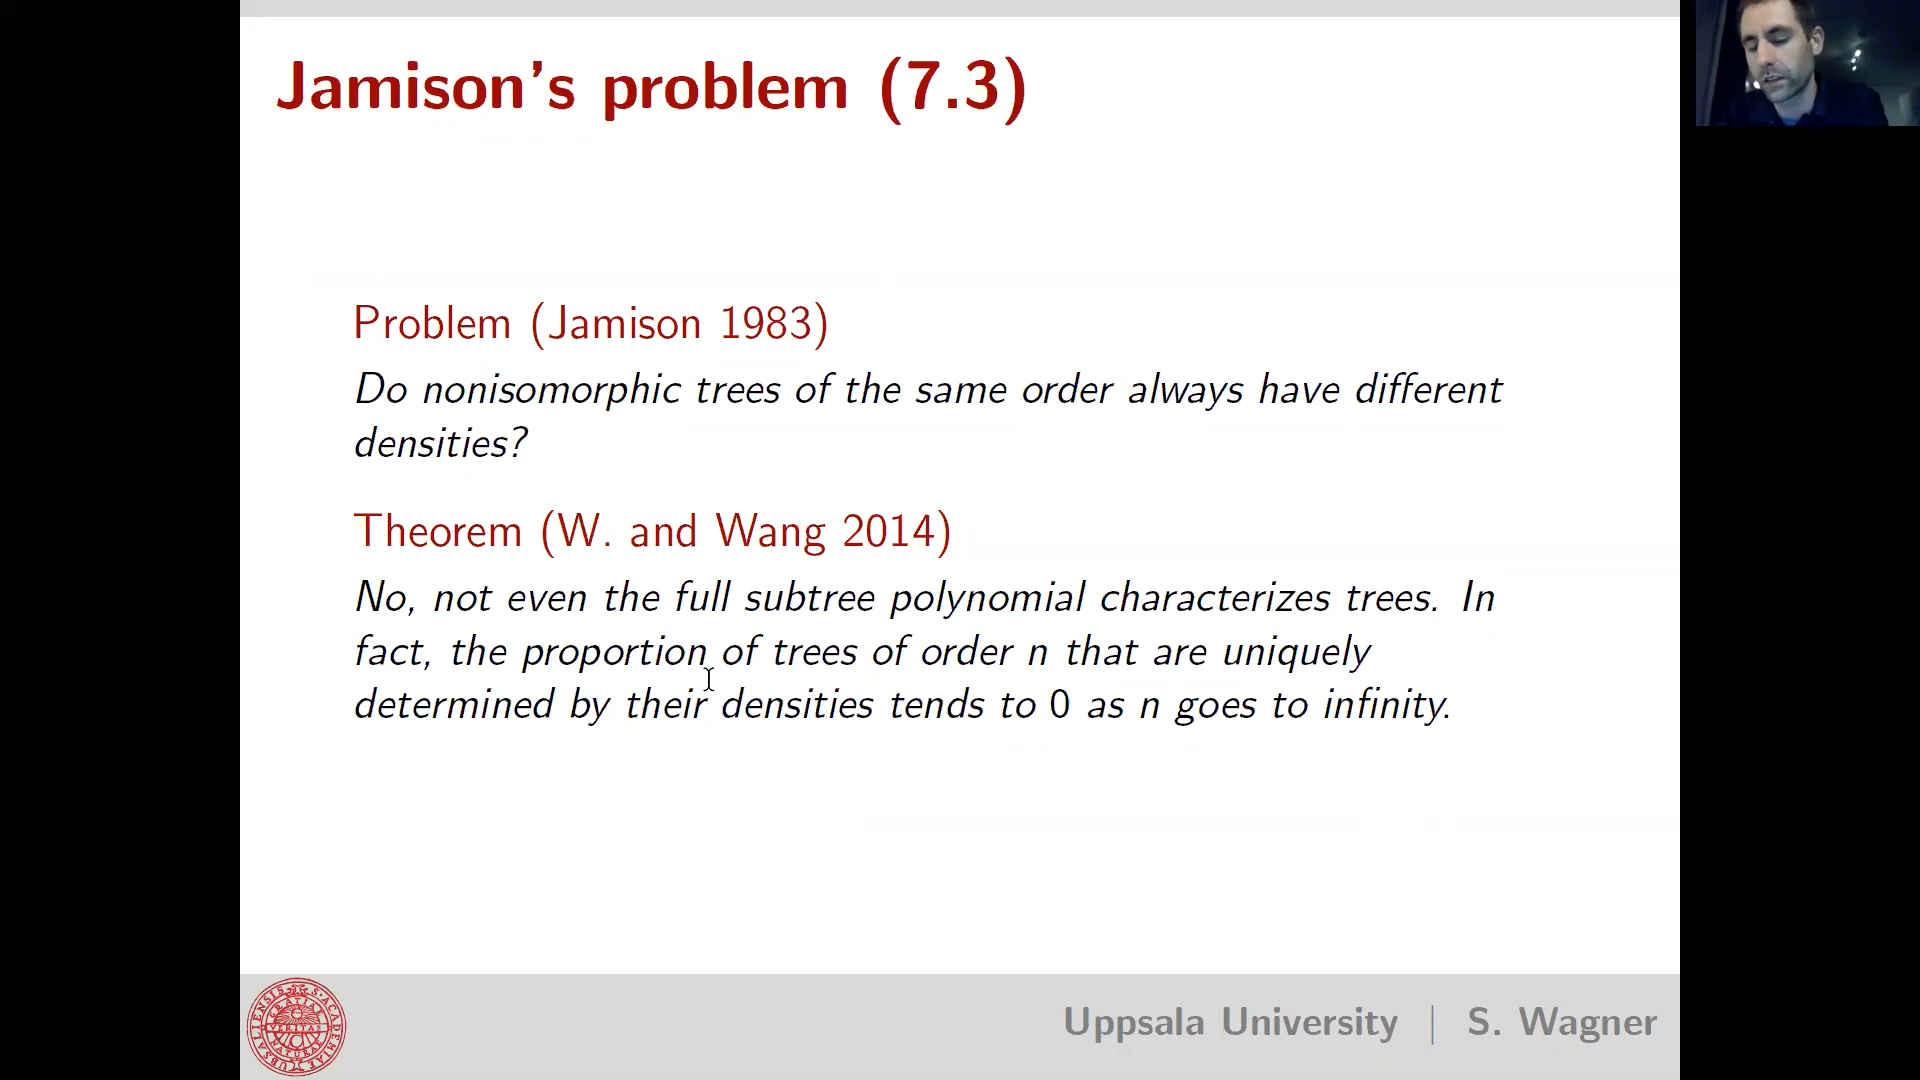 Jamison's problem (7.3)
Problem (Jamison 1983)
Do nonisomorphic trees of the same order always have different
densities?
Theorem (W. and Wang 2014)
No, not even the full subtree polynomial characterizes trees. In
fact, the proportion of trees of order n that are uniquely
determined by their densities tends to 0 as n goes to infinity.
Uppsala University | S. Wagner